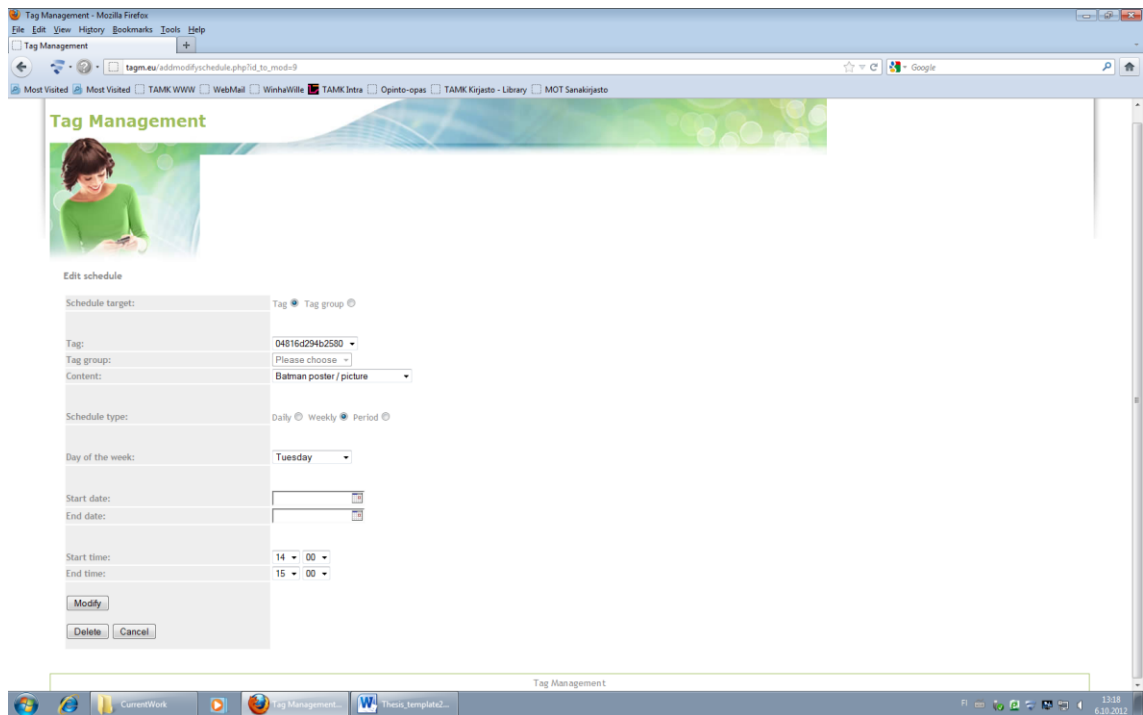 Tag Management - Mozilla Firefox
File Edit View History Bookmarks Tools Help
Tag Management +
tagm.eu/addmodifyschedule.php?id_to_mod=9 Google
Most Visited Most Visited TAMK WWW WebMail WinhaWille TAMK Intra Opinto-opas TAMK Kirjasto - Library MOT Sanakirjasto
Tag Management
Edit schedule
Schedule target: Tag Tag group
Tag: 04816d294b2580
Tag group: Please choose
Content: Batman poster / picture
Schedule type: Daily Weekly Period
Day of the week: Tuesday
Start date:
End date:
Start time: 14 00
End time: 15 00
Modify
Delete Cancel
Tag Management
CurrentWork Tag Management... Thesis_template2... FI 13:18
6.10.2012